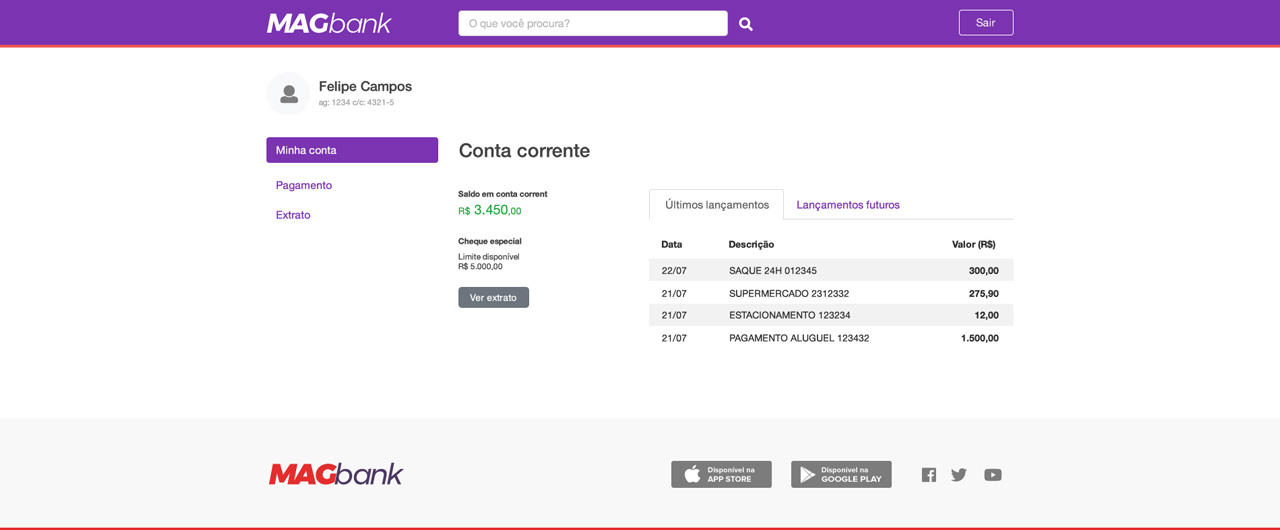 MAGbank
O que você procura?
Sair
Felipe Campos
ag: 1234 c/c: 4321-5
Minha conta
Pagamento
Extrato
Conta corrente
Saldo em conta corrent
R$ 3.450,00
Cheque especial
Limite disponível
R$ 5.000,00
Ver extrato
Últimos lançamentos Lançamentos futuros
Data Descrição Valor (R$)
22/07 SAQUE 24H 012345 300,00
21/07 SUPERMERCADO 2312332 275,90
21/07 ESTACIONAMENTO 123234 12,00
21/07 PAGAMENTO ALUGUEL 123432 1.500,00
MAGbank
Disponível na
APP STORE
Disponível na
GOOGLE PLAY